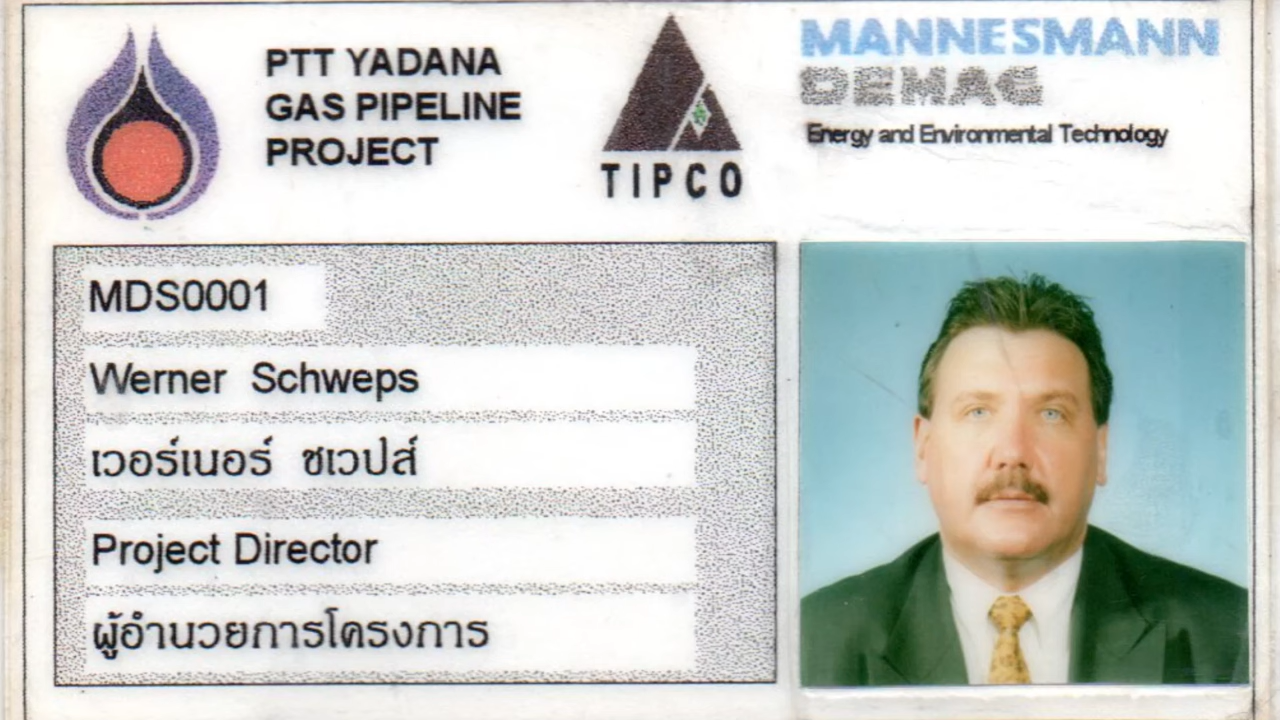 PTT YADANA
GAS PIPELINE
PROJECT
TIPCO
MANNESMANN
DEMAG
Energy and Environmental Technology
MDS0001
Werner Schweps
เวอร์เนอร์ ชเวปส์
Project Director
ผู้อำนวยการโครงการ